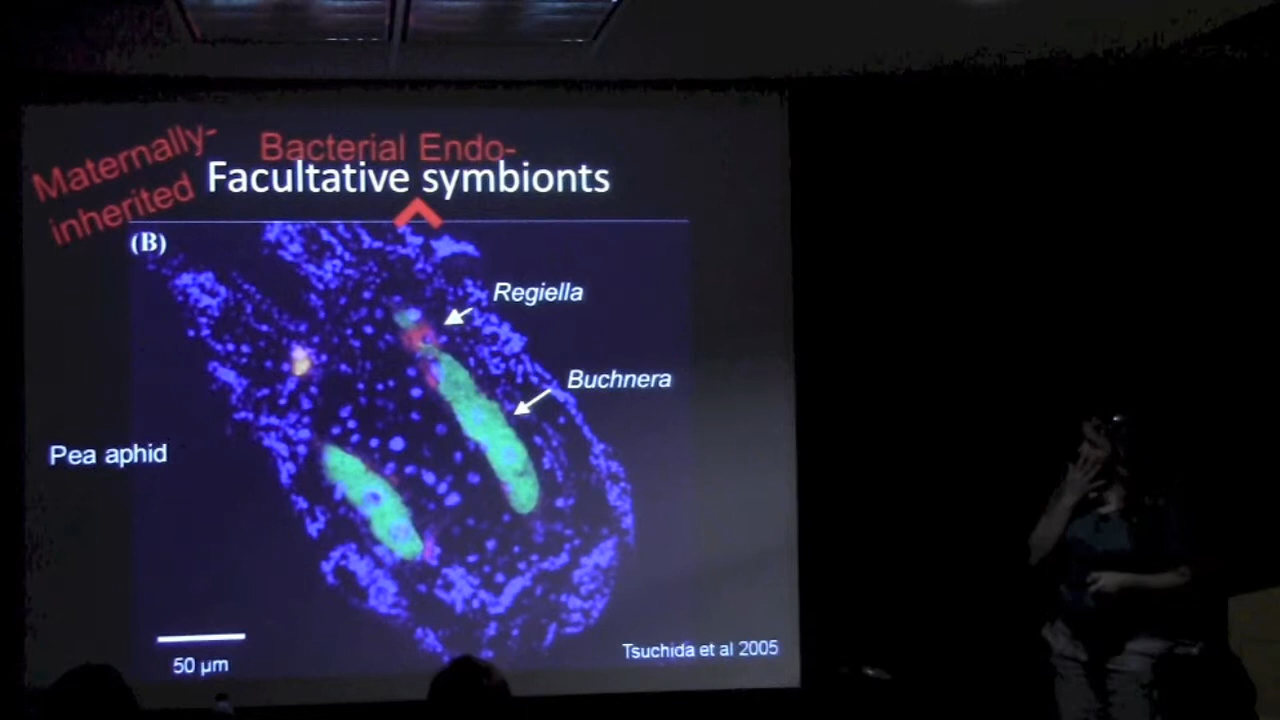 Maternally-
inherited
Bacterial Endo-
Facultative symbionts
(B)
Regiella
Buchnera
Pea aphid
50 µm
Tsuchida et al 2005